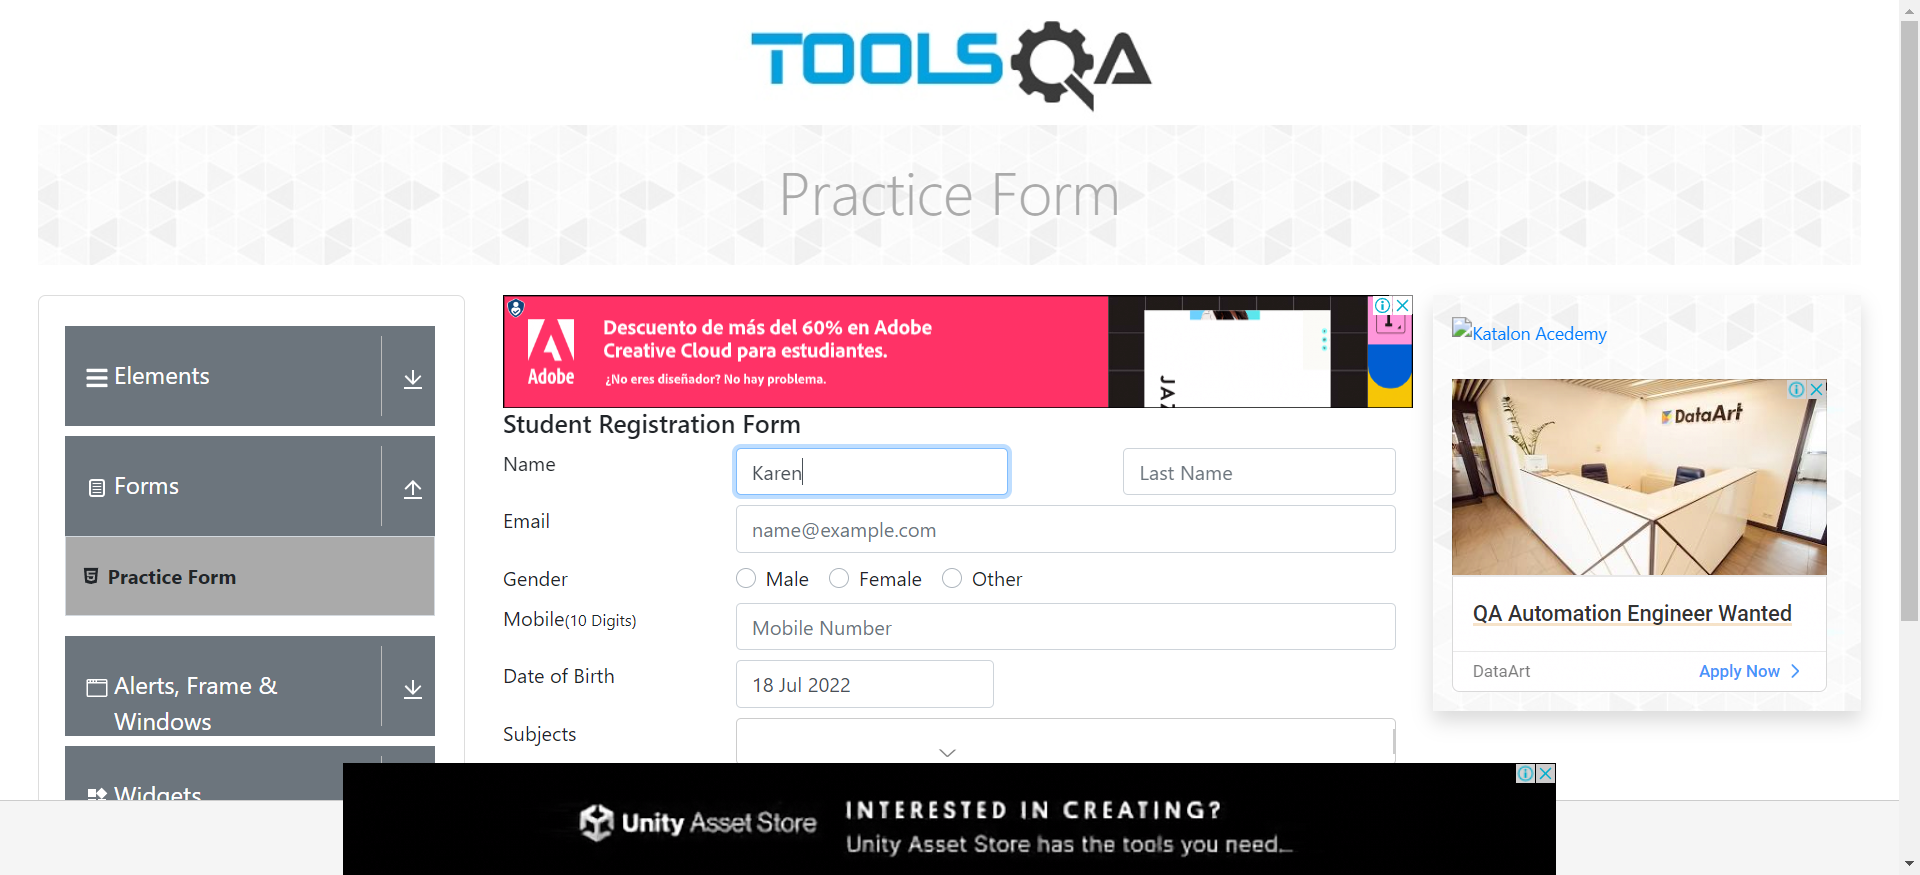 TOOLSQA
Practice Form
Elements
Forms
Practice Form
Alerts, Frame &
Windows
Widgets
Adobe
Descuento de más del 60% en Adobe
Creative Cloud para estudiantes.
¿No eres diseñador? No hay problema.
Student Registration Form
Name
Karen
Last Name
Email
name@example.com
Gender
Male
Female
Other
Mobile(10 Digits)
Mobile Number
Date of Birth
18 Jul 2022
Subjects
Katalon Acedemy
DataArt
QA Automation Engineer Wanted
DataArt
Apply Now
Unity Asset Store
INTERESTED IN CREATING?
Unity Asset Store has the tools you need...